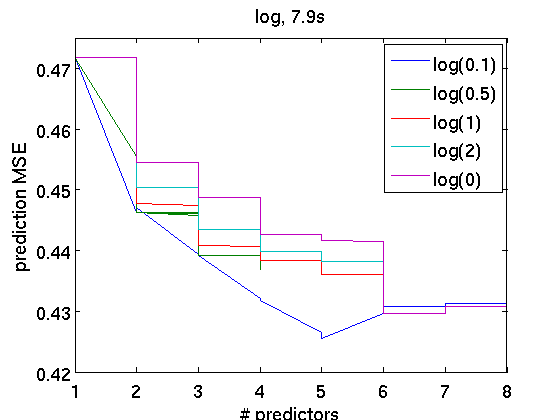 log, 7.9s
log(0.1)
log(0.5)
log(1)
log(2)
log(0)
prediction MSE
0.47
0.46
0.45
0.44
0.43
0.42
1 2 3 4 5 6 7 8
# predictors